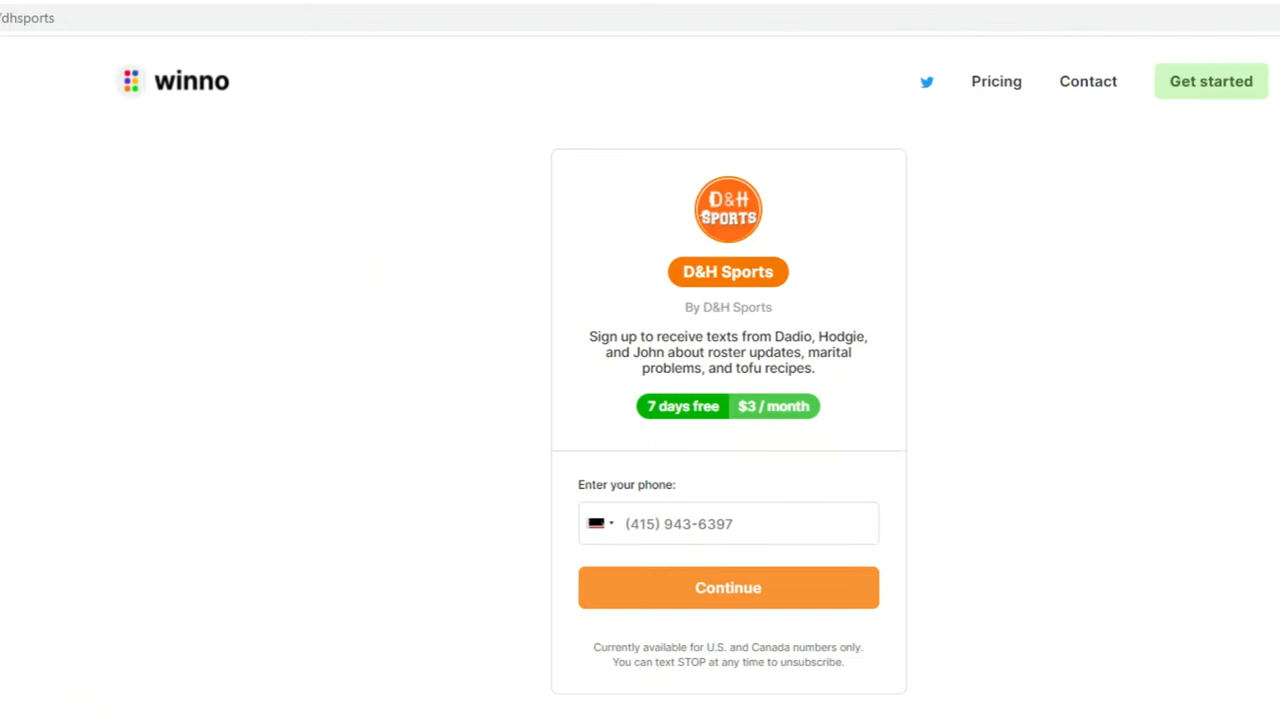 /dhsports
winno
Pricing
Contact
Get started
D&H
SPORTS
D&H Sports
By D&H Sports
Sign up to receive texts from Dadio, Hodgie,
and John about roster updates, marital
problems, and tofu recipes.
7 days free $3 / month
Enter your phone:
(415) 943-6397
Continue
Currently available for U.S. and Canada numbers only.
You can text STOP at any time to unsubscribe.